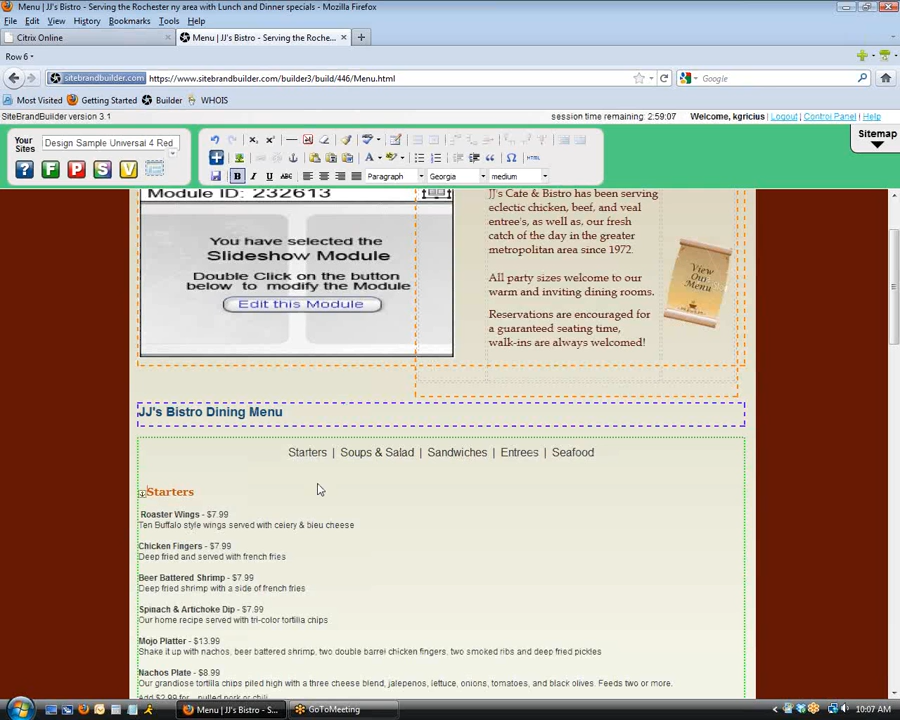 Menu | JJ's Bistro - Serving the Rochester ny area with Lunch and Dinner specials - Mozilla Firefox
File Edit View History Bookmarks Tools Help
Citrix Online
Menu | JJ's Bistro - Serving the Roche...
Row 6
sitebrandbuilder.com https://www.sitebrandbuilder.com/builder3/build/446/Menu.html
Google
Most Visited Getting Started Builder WHOIS
SiteBrandBuilder version 3.1
session time remaining: 2:59:07 Welcome, kgricius | Logout | Control Panel | Help
Your Sites
Design Sample Universal 4 Red
Sitemap
? F P S V
B I U ABC Paragraph Georgia medium
HTML
Module ID: 232613
You have selected the
Slideshow Module
Double Click on the button
below to modify the Module
Edit this Module
JJ's Cafe & Bistro has been serving
eclectic chicken, beef, and veal
entree's, as well as, our fresh
catch of the day in the greater
metropolitan area since 1972.
All party sizes welcome to our
warm and inviting dining rooms.
Reservations are encouraged for
a guaranteed seating time,
walk-ins are always welcomed!
View
Our
Menu
JJ's Bistro Dining Menu
Starters | Soups & Salad | Sandwiches | Entrees | Seafood
Starters
Roaster Wings - $7.99
Ten Buffalo style wings served with celery & bleu cheese
Chicken Fingers - $7.99
Deep fried and served with french fries
Beer Battered Shrimp - $7.99
Deep fried shrimp with a side of french fries
Spinach & Artichoke Dip - $7.99
Our home recipe served with tri-color tortilla chips
Mojo Platter - $13.99
Shake it up with nachos, beer battered shrimp, two double barrel chicken fingers, two smoked ribs and deep fried pickles
Nachos Plate - $8.99
Our grandiose tortilla chips piled high with a three cheese blend, jalepenos, lettuce, onions, tomatoes, and black olives. Feeds two or more.
Add $2.99 for... pulled pork or chili
Menu | JJ's Bistro - S...
GoToMeeting
10:07 AM